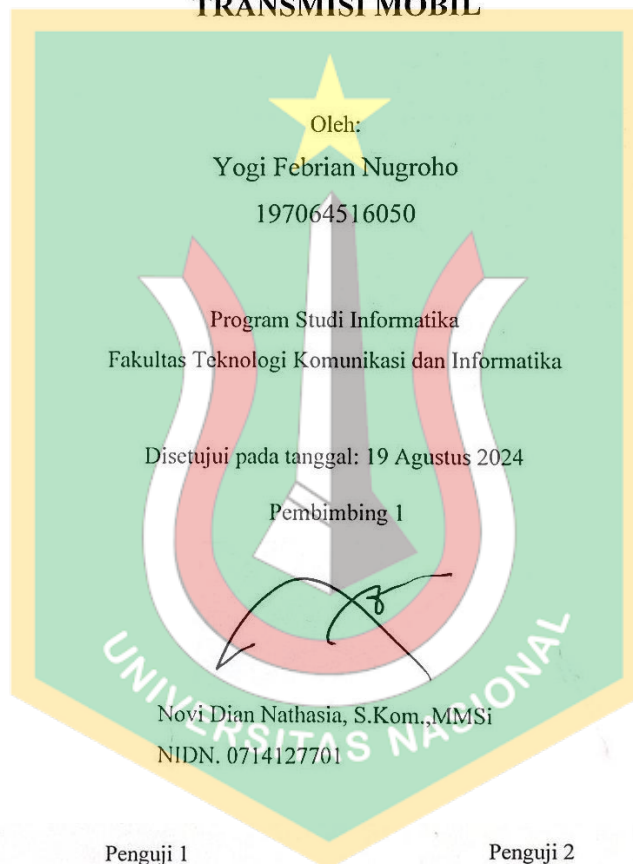 TRANSMISI MOBIL
Oleh:
Yogi Febrian Nugroho
197064516050
Program Studi Informatika
Fakultas Teknologi Komunikasi dan Informatika
Disetujui pada tanggal: 19 Agustus 2024
Pembimbing 1
Novi Dian Nathasia, S.Kom.,MMSi
NIDN. 0714127701
UNIVERSITAS NASIONAL
Penguji 1 Penguji 2